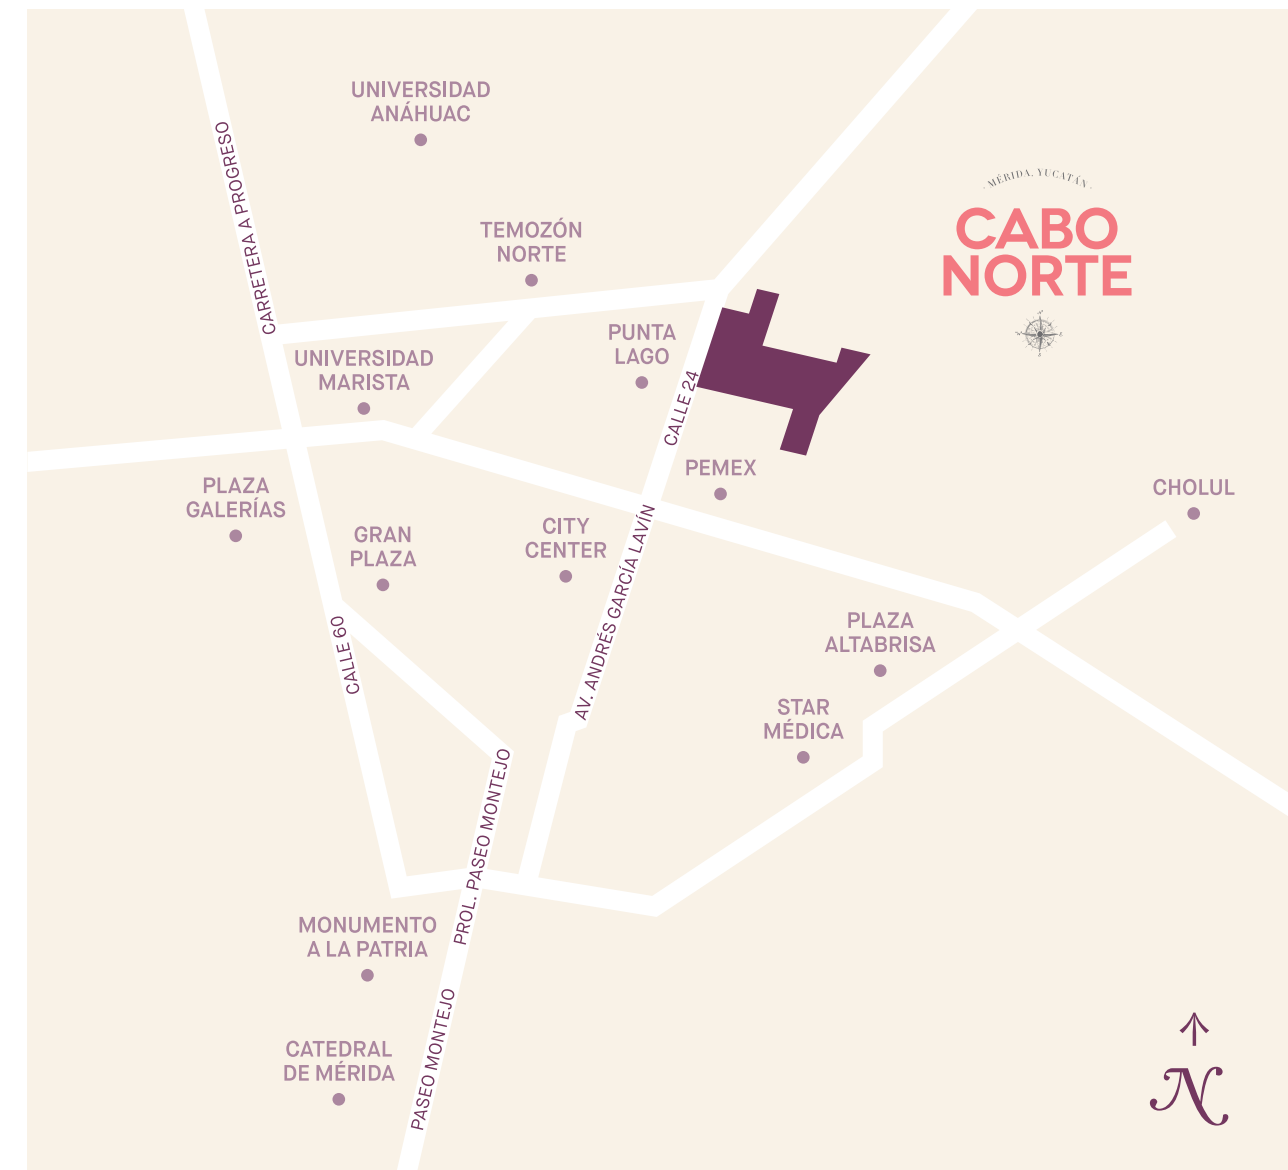 UNIVERSIDAD
ANÁHUAC
CARRETERA A PROGRESO
· MÉRIDA, YUCATÁN ·
CABO
NORTE
TEMOZÓN
NORTE
PUNTA
LAGO
UNIVERSIDAD
MARISTA
CALLE 24
PEMEX
PLAZA
GALERÍAS
CHOLUL
GRAN
PLAZA
CITY
CENTER
AV. ANDRÉS GARCÍA LAVÍN
CALLE 60
PLAZA
ALTABRISA
STAR
MÉDICA
PROL. PASEO MONTEJO
MONUMENTO
A LA PATRIA
PASEO MONTEJO
CATEDRAL
DE MÉRIDA
N